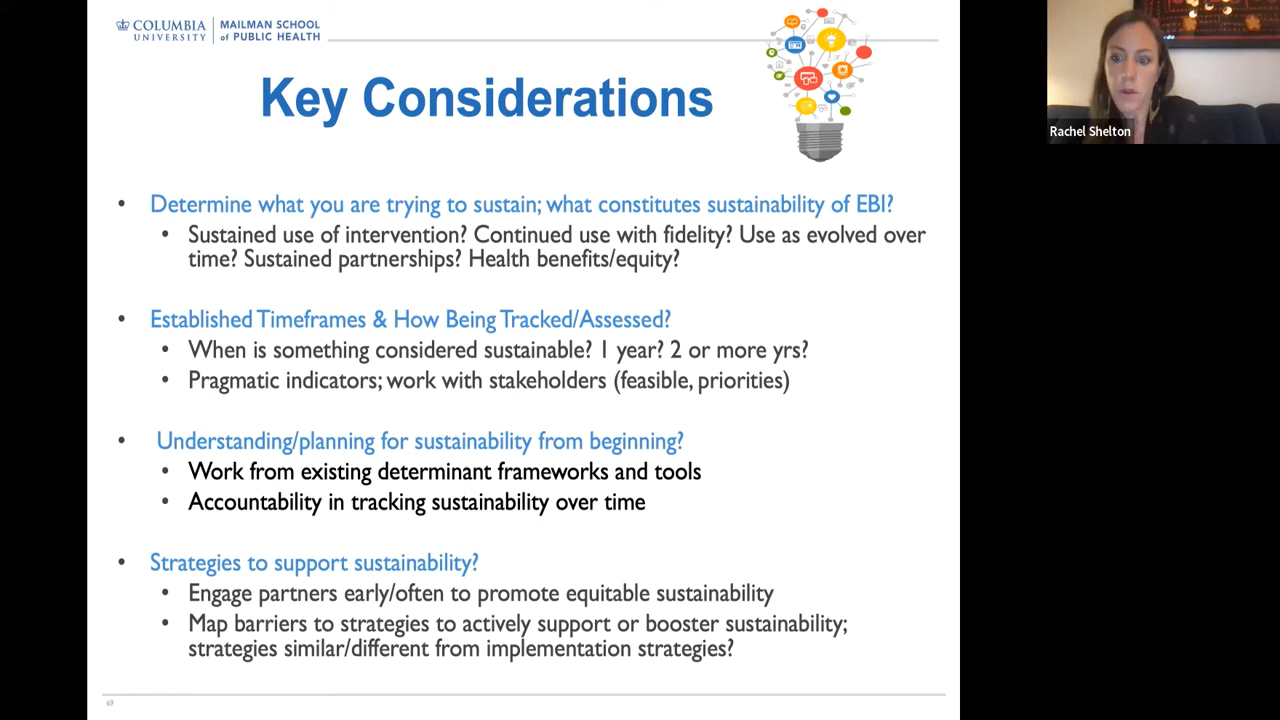 COLUMBIA UNIVERSITY
MAILMAN SCHOOL of PUBLIC HEALTH
Key Considerations
Rachel Shelton
• Determine what you are trying to sustain; what constitutes sustainability of EBI?
• Sustained use of intervention? Continued use with fidelity? Use as evolved over
time? Sustained partnerships? Health benefits/equity?
• Established Timeframes & How Being Tracked/Assessed?
• When is something considered sustainable? 1 year? 2 or more yrs?
• Pragmatic indicators; work with stakeholders (feasible, priorities)
• Understanding/planning for sustainability from beginning?
• Work from existing determinant frameworks and tools
• Accountability in tracking sustainability over time
• Strategies to support sustainability?
• Engage partners early/often to promote equitable sustainability
• Map barriers to strategies to actively support or booster sustainability;
strategies similar/different from implementation strategies?
69